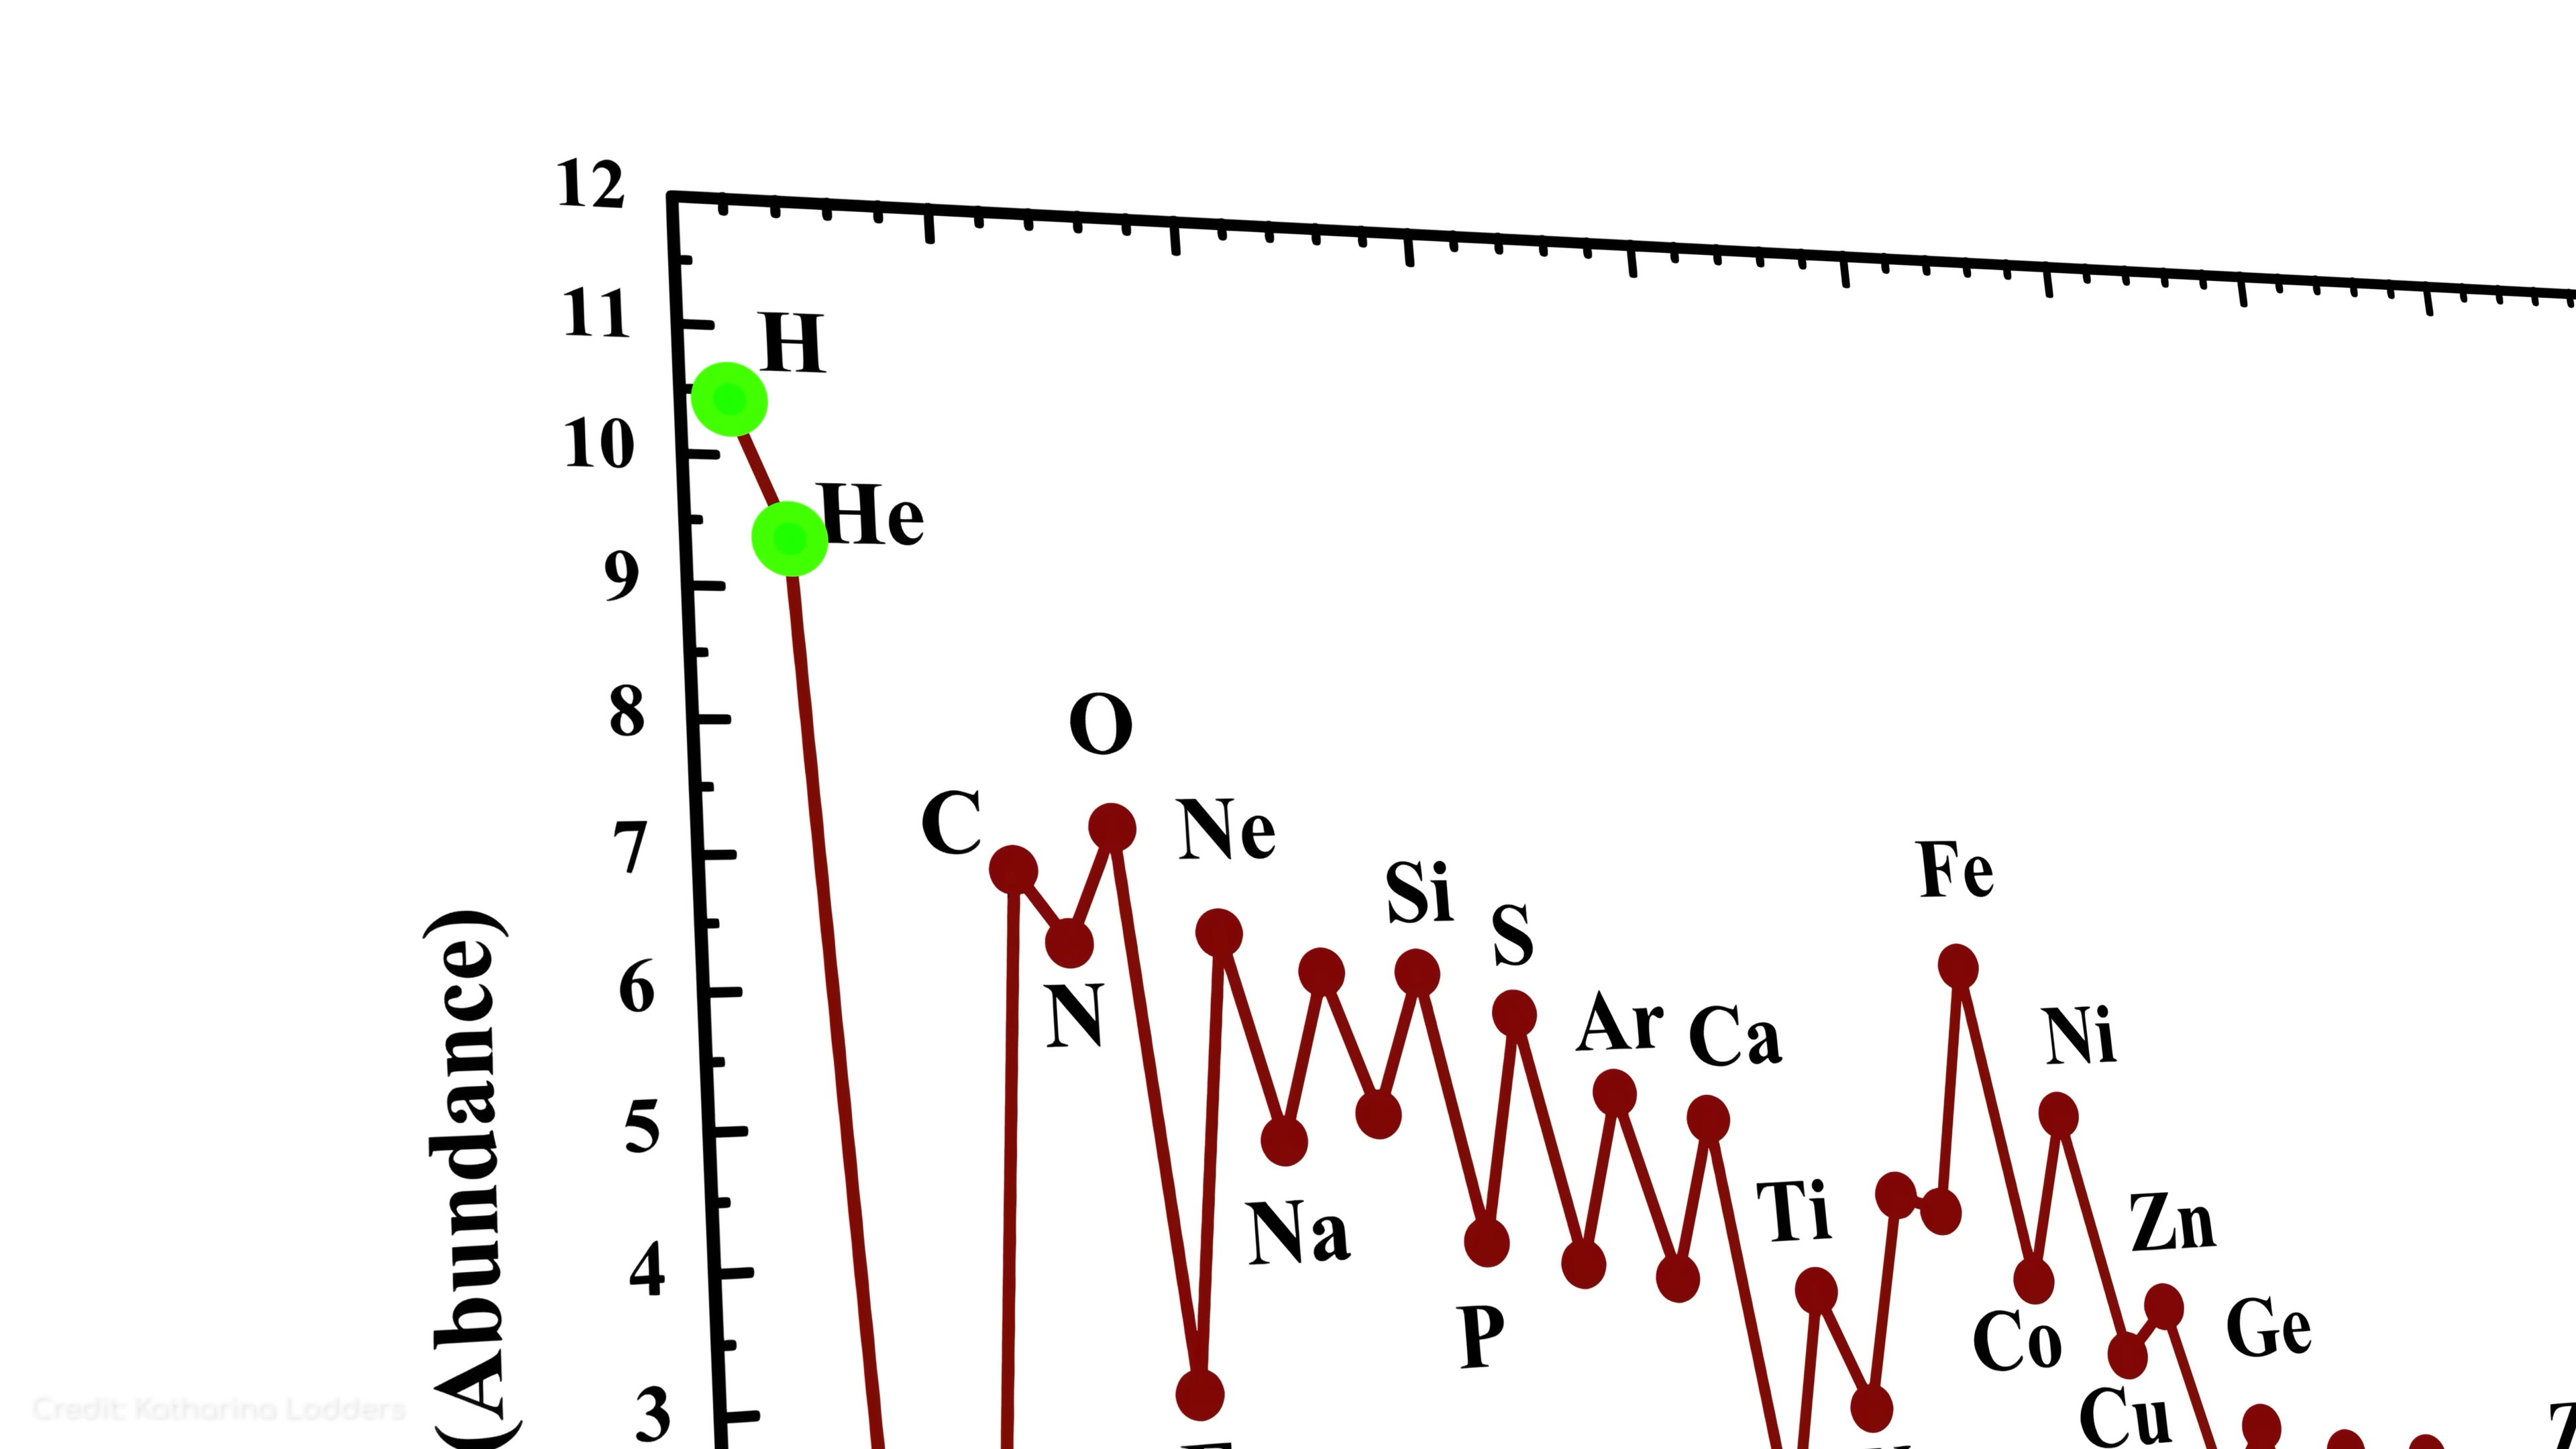 12
11
10
9
8
7
6
5
4
3
(Abundance)
H
He
C
N
O
Ne
Na
Si
P
S
Ar
Ca
Ti
Fe
Co
Ni
Cu
Zn
Ge
Credit: Katharina Lodders